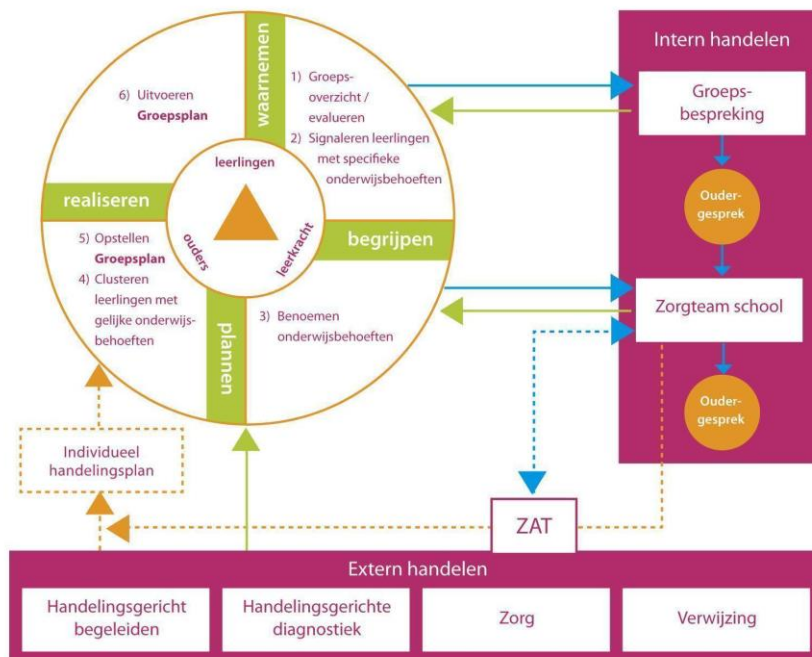 waarnemen
6) Uitvoeren
Groepsplan
1) Groeps-
overzicht /
evalueren
2) Signaleren leerlingen
met specifieke
onderwijsbehoeften
leerlingen
ouders
leerkracht
realiseren
begrijpen
5) Opstellen
Groepsplan
4) Clusteren
leerlingen met
gelijke onderwijs-
behoeften
plannen
3) Benoemen
onderwijsbehoeften
Intern handelen
Groeps-
bespreking
Ouder-
gesprek
Zorgteam school
Ouder-
gesprek
Individueel
handelingsplan
ZAT
Extern handelen
Handelingsgericht
begeleiden
Handelingsgerichte
diagnostiek
Zorg
Verwijzing